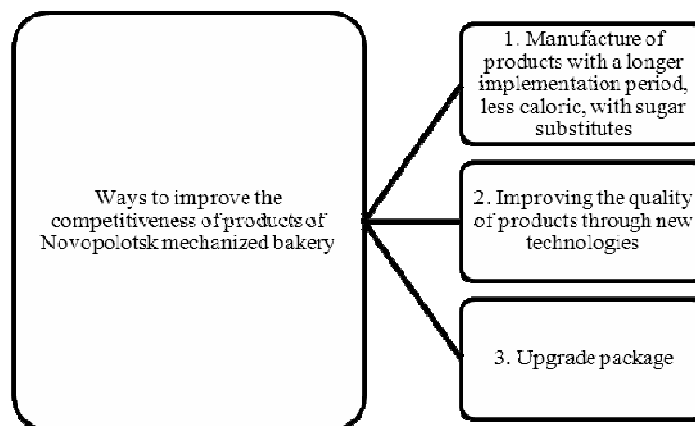 Ways to improve the
competitiveness of products of
Novopolotsk mechanized bakery
1. Manufacture of
products with a longer
implementation period,
less caloric, with sugar
substitutes
2. Improving the quality
of products through new
technologies
3. Upgrade package